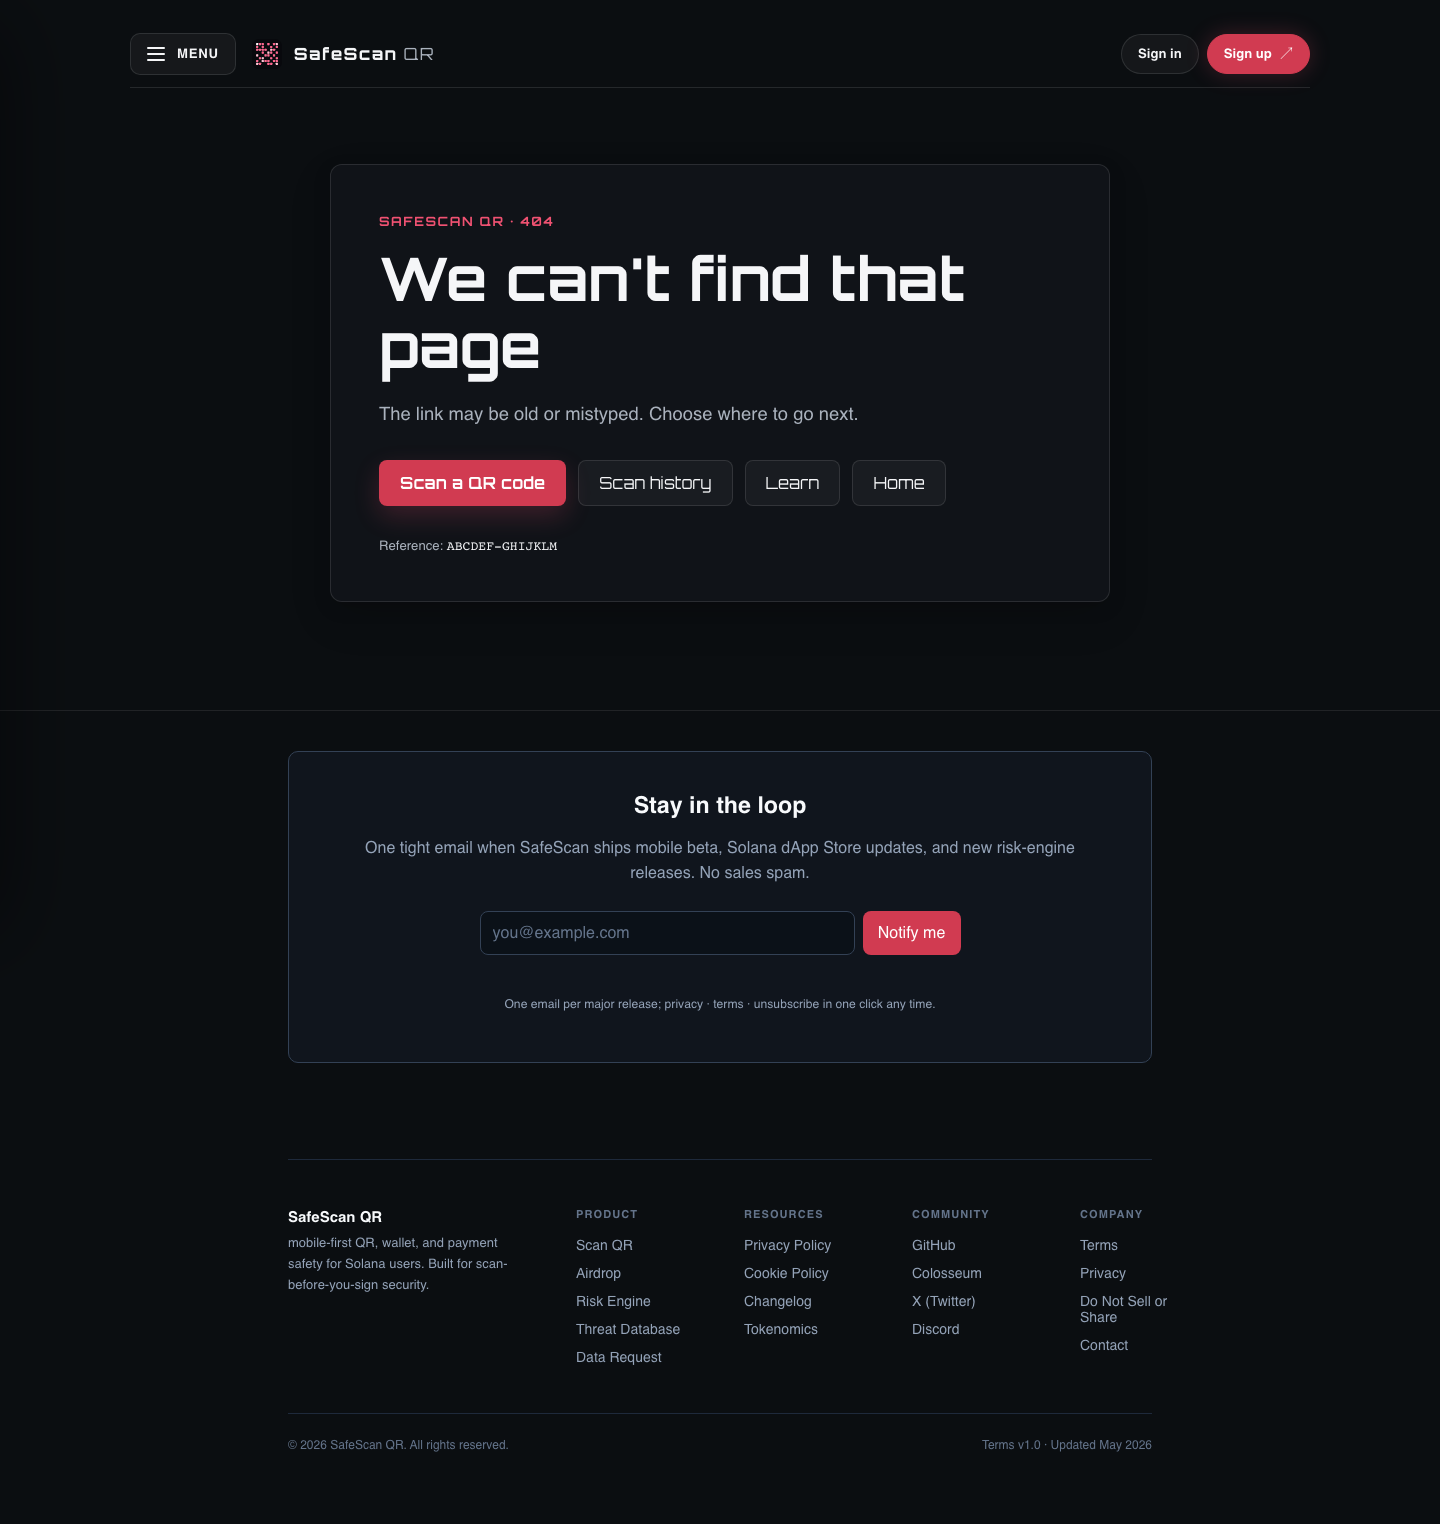 MENU
SafeScan QR
Sign in
Sign up ↗
SAFESCAN QR · 404
We can't find that
page
The link may be old or mistyped. Choose where to go next.
Scan a QR code
Scan history
Learn
Home
Reference: ABCDEF-GHIJKLM
Stay in the loop
One tight email when SafeScan ships mobile beta, Solana dApp Store updates, and new risk-engine
releases. No sales spam.
you@example.com
Notify me
One email per major release; privacy · terms · unsubscribe in one click any time.
SafeScan QR
mobile-first QR, wallet, and payment
safety for Solana users. Built for scan-
before-you-sign security.
PRODUCT
Scan QR
Airdrop
Risk Engine
Threat Database
Data Request
RESOURCES
Privacy Policy
Cookie Policy
Changelog
Tokenomics
COMMUNITY
GitHub
Colosseum
X (Twitter)
Discord
COMPANY
Terms
Privacy
Do Not Sell or
Share
Contact
© 2026 SafeScan QR. All rights reserved.
Terms v1.0 · Updated May 2026